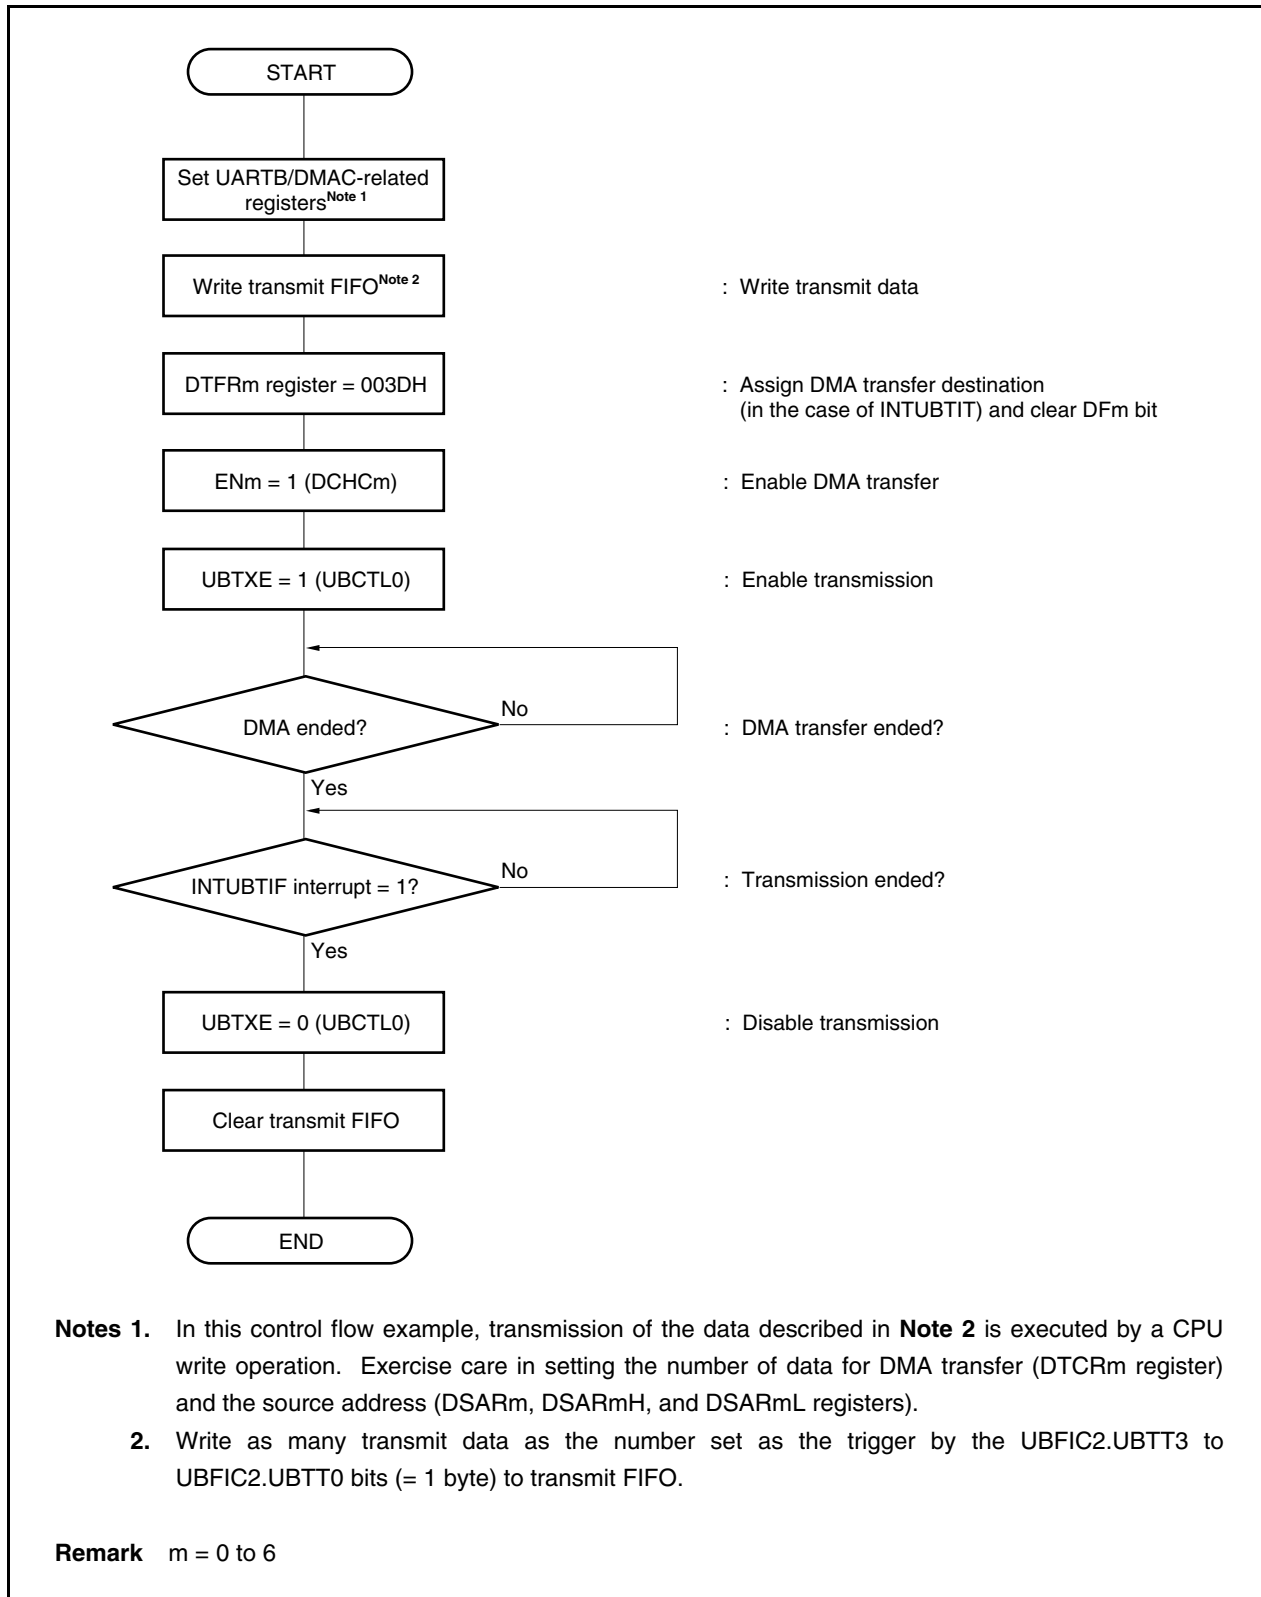 START
Set UARTB/DMAC-related
registersNote 1
Write transmit FIFONote 2
: Write transmit data
DTFRm register = 003DH
: Assign DMA transfer destination
(in the case of INTUBTIT) and clear DFm bit
ENm = 1 (DCHCm)
: Enable DMA transfer
UBTXE = 1 (UBCTL0)
: Enable transmission
DMA ended?
No
: DMA transfer ended?
Yes
INTUBTIF interrupt = 1?
No
: Transmission ended?
Yes
UBTXE = 0 (UBCTL0)
: Disable transmission
Clear transmit FIFO
END
Notes 1. In this control flow example, transmission of the data described in Note 2 is executed by a CPU
write operation. Exercise care in setting the number of data for DMA transfer (DTCRm register)
and the source address (DSARm, DSARmH, and DSARmL registers).
2. Write as many transmit data as the number set as the trigger by the UBFIC2.UBTT3 to
UBFIC2.UBTT0 bits (= 1 byte) to transmit FIFO.
Remark m = 0 to 6